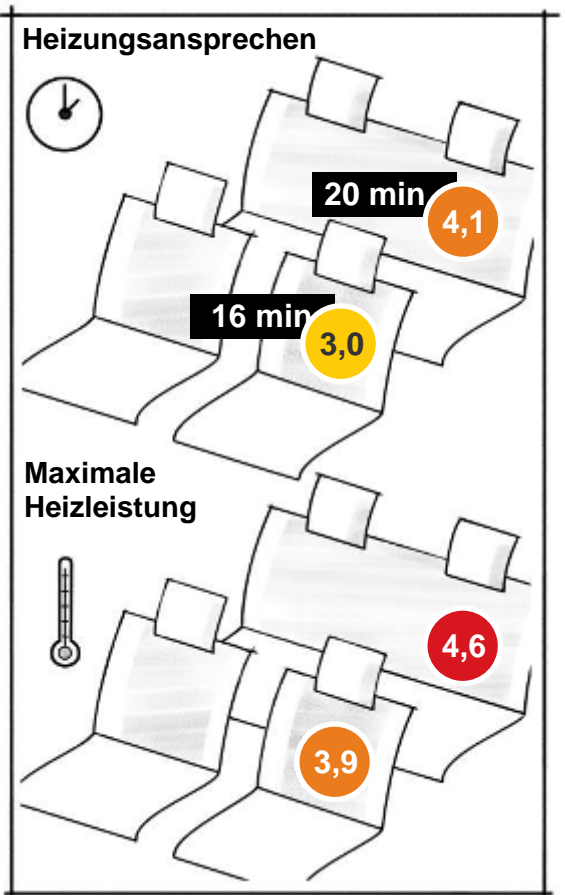 Heizungsansprechen
20 min
4,1
16 min
3,0
Maximale
Heizleistung
4,6
3,9